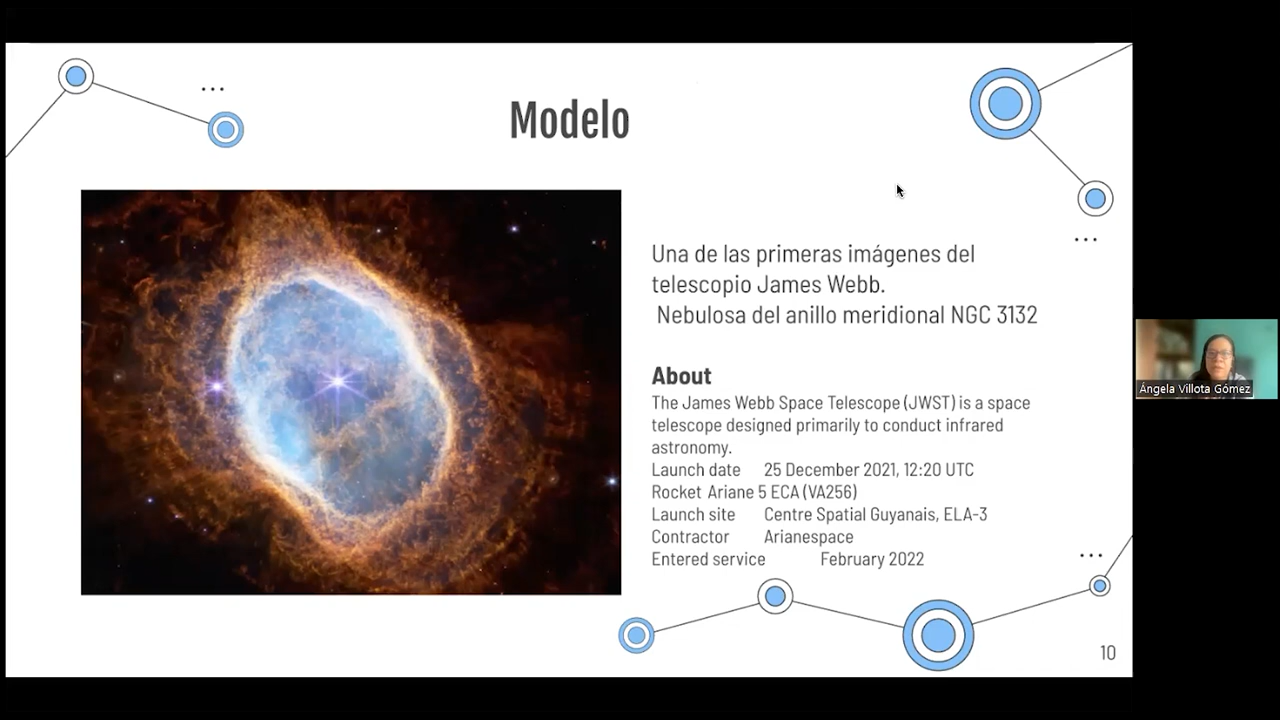 Modelo
Una de las primeras imágenes del
telescopio James Webb.
Nebulosa del anillo meridional NGC 3132
About
The James Webb Space Telescope (JWST) is a space
telescope designed primarily to conduct infrared
astronomy.
Launch date 25 December 2021, 12:20 UTC
Rocket Ariane 5 ECA (VA256)
Launch site Centre Spatial Guyanais, ELA-3
Contractor Arianespace
Entered service February 2022
10
Ángela Villota Gómez